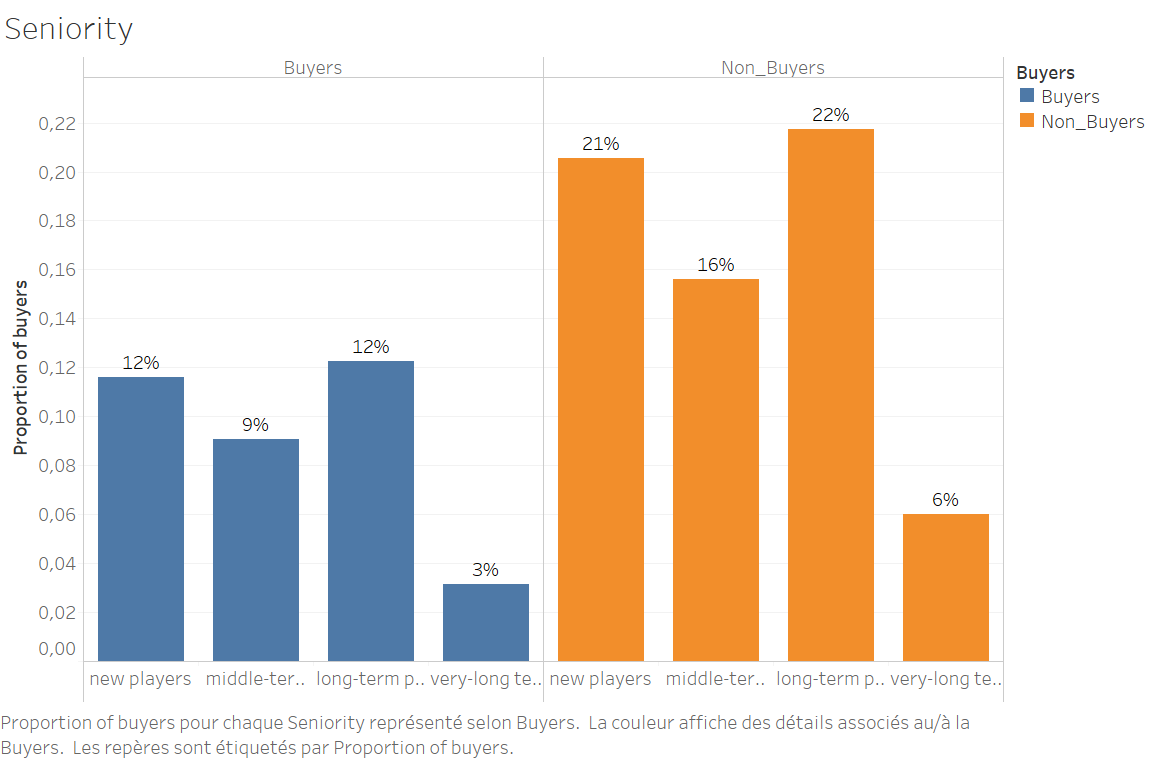 Seniority
Buyers
Non_Buyers
Buyers
Buyers
Non_Buyers
Proportion of buyers
0,22
0,20
0,18
0,16
0,14
0,12
0,10
0,08
0,06
0,04
0,02
0,00
12%
9%
12%
3%
21%
16%
22%
6%
new players
middle-ter..
long-term p..
very-long te..
new players
middle-ter..
long-term p..
very-long te..
Proportion of buyers pour chaque Seniority représenté selon Buyers.  La couleur affiche des détails associés au/à la
Buyers.  Les repères sont étiquetés par Proportion of buyers.